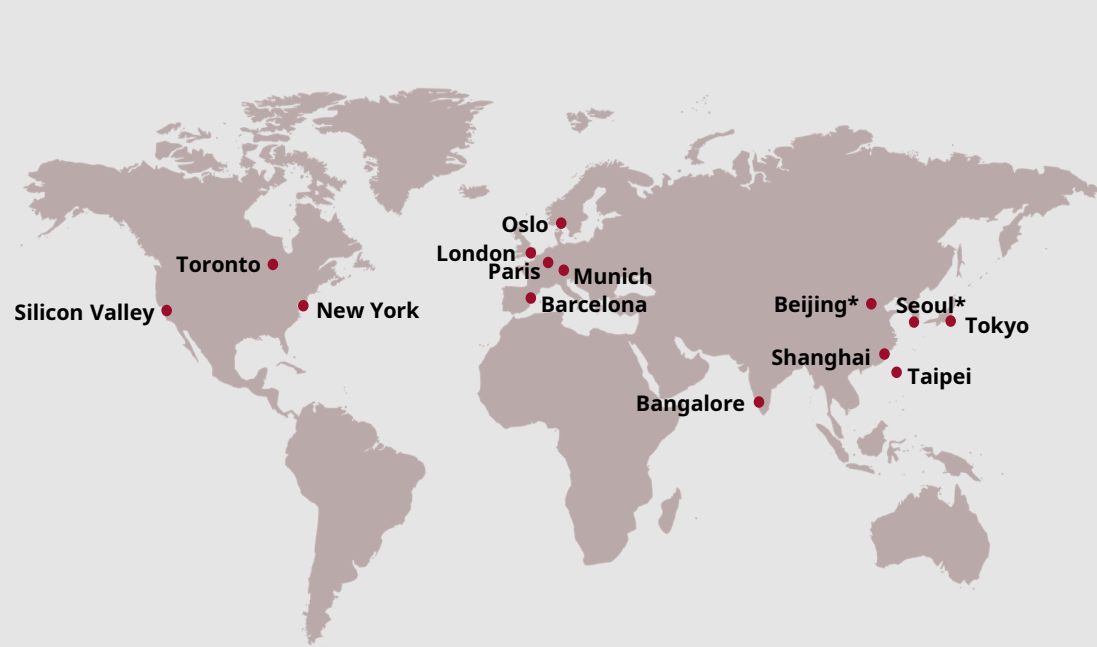 Oslo
London
Paris
Munich
Toronto
Barcelona
Silicon Valley
New York
Beijing*
Seoul*
Tokyo
Shanghai
Taipei
Bangalore